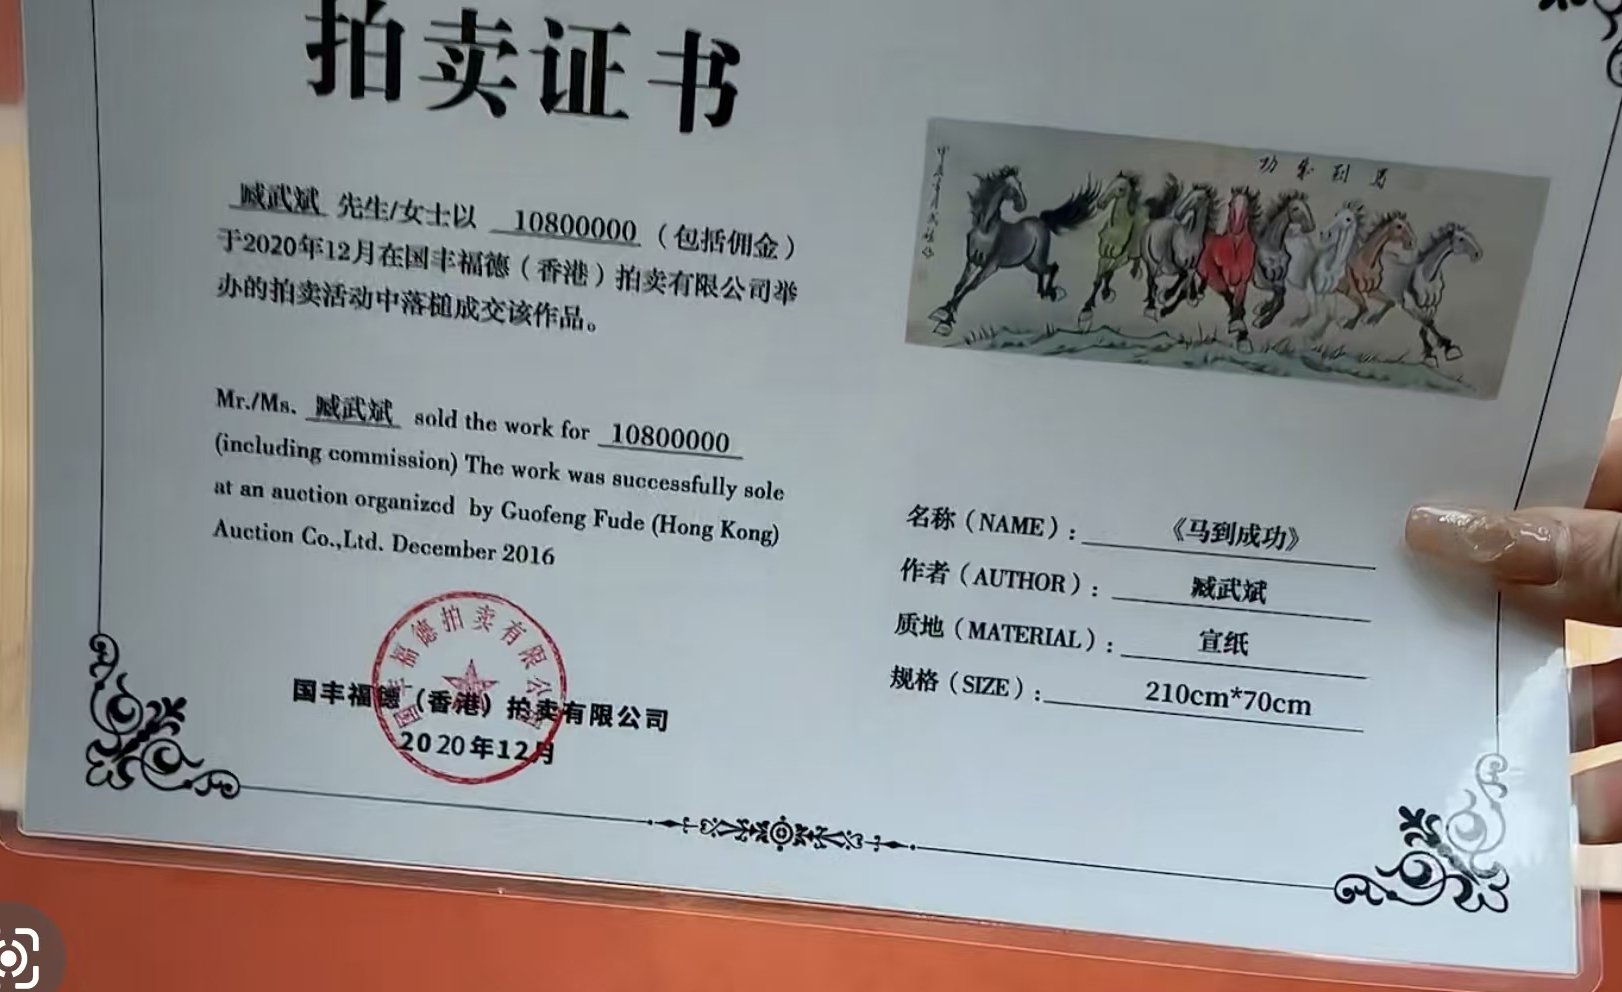 拍卖证书
臧武斌 先生/女士以 10800000 (包括佣金)
于2020年12月在国丰福德(香港)拍卖有限公司举
办的拍卖活动中落槌成交该作品。
Mr./Ms. 臧武斌 sold the work for 10800000
(including commission) The work was successfully sole
at an auction organized by Guofeng Fude (Hong Kong)
Auction Co.,Ltd. December 2016
国丰福德(香港)拍卖有限公司
2020年12月
功成到马
名称(NAME): 《马到成功》
作者(AUTHOR): 臧武斌
质地(MATERIAL): 宣纸
规格(SIZE): 210cm*70cm